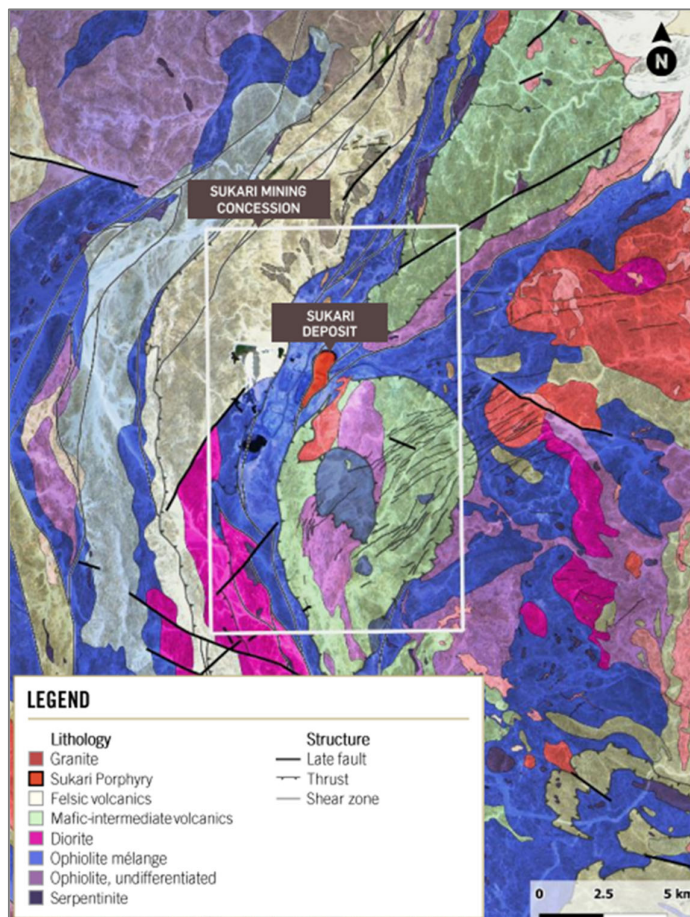 N
SUKARI MINING
CONCESSION
SUKARI
DEPOSIT
LEGEND
Lithology
Granite
Sukari Porphyry
Felsic volcanics
Mafic-intermediate volcanics
Diorite
Ophiolite mélange
Ophiolite, undifferentiated
Serpentinite
Structure
Late fault
Thrust
Shear zone
0 2.5 5 km